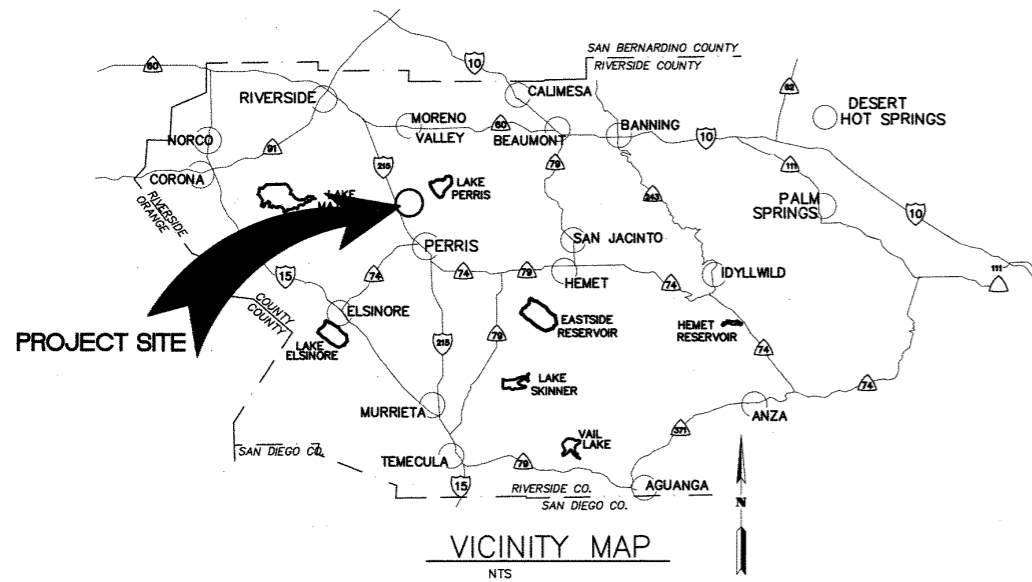 SAN BERNARDINO COUNTY
RIVERSIDE COUNTY
60
10
RIVERSIDE
CALIMESA
62
DESERT
HOT SPRINGS
MORENO
VALLEY
60
BEAUMONT
BANNING
10
NORCO
91
79
111
CORONA
215
243
LAKE
PERRIS
LAKE
PALM
SPRINGS
RIVERSIDE
ORANGE
10
PERRIS
SAN JACINTO
15
74
74
79
HEMET
74
IDYLLWILD
111
COUNTY
COUNTY
ELSINORE
EASTSIDE
RESERVOIR
HEMET
RESERVOIR
PROJECT SITE
LAKE
ELSINORE
215
79
74
LAKE
SKINNER
74
MURRIETA
ANZA
371
SAN DIEGO CO.
VAIL
LAKE
TEMECULA
79
15
RIVERSIDE CO.
SAN DIEGO CO.
AGUANGA
N
VICINITY MAP
NTS